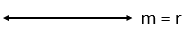 m = r